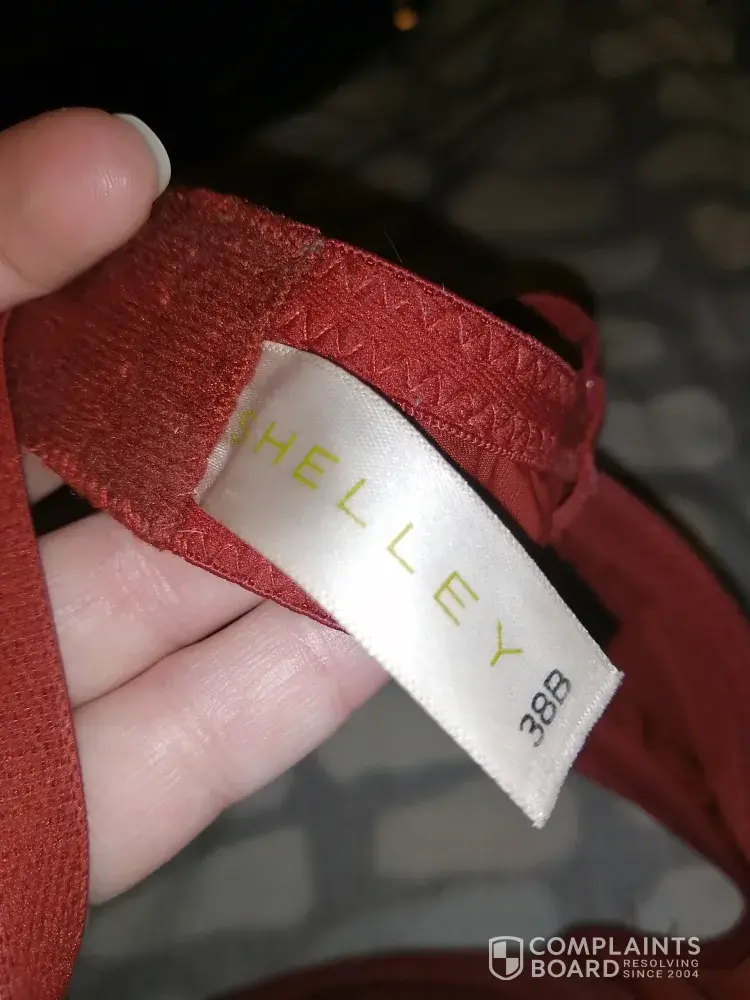 SHELLEY
38B
COMPLAINTS
BOARD RESOLVING
SINCE 2004